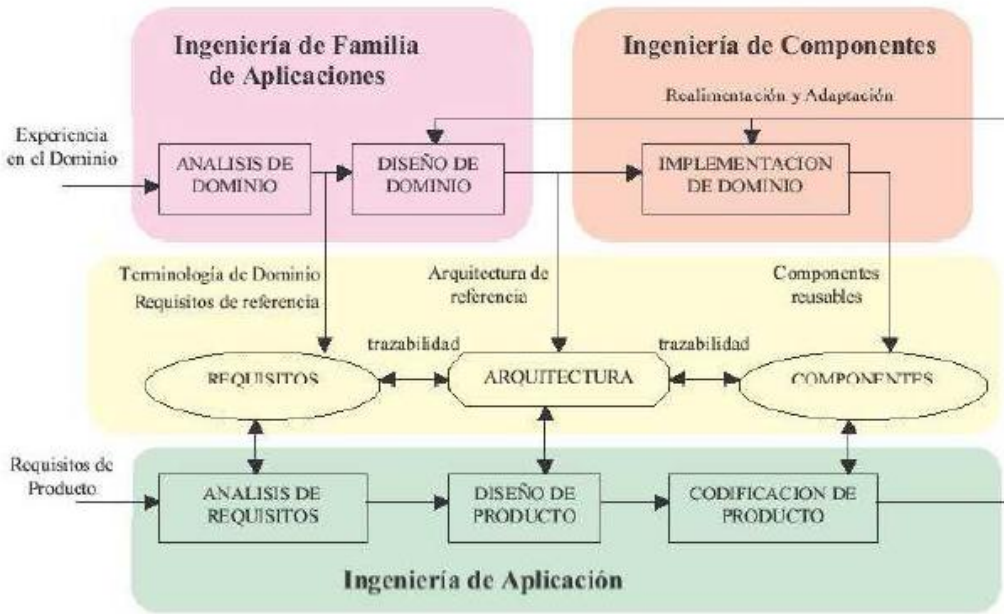 Ingeniería de Familia
de Aplicaciones
Ingeniería de Componentes
Realimentación y Adaptación
Experiencia
en el Dominio
ANALISIS DE
DOMINIO
DISEÑO DE
DOMINIO
IMPLEMENTACION
DE DOMINIO
Terminología de Dominio
Requisitos de referencia
Arquitectura de
referencia
Componentes
reusables
trazabilidad
trazabilidad
REQUISITOS
ARQUITECTURA
COMPONENTES
Requisitos de
Producto
ANALISIS DE
REQUISITOS
DISEÑO DE
PRODUCTO
CODIFICACION DE
PRODUCTO
Ingeniería de Aplicación